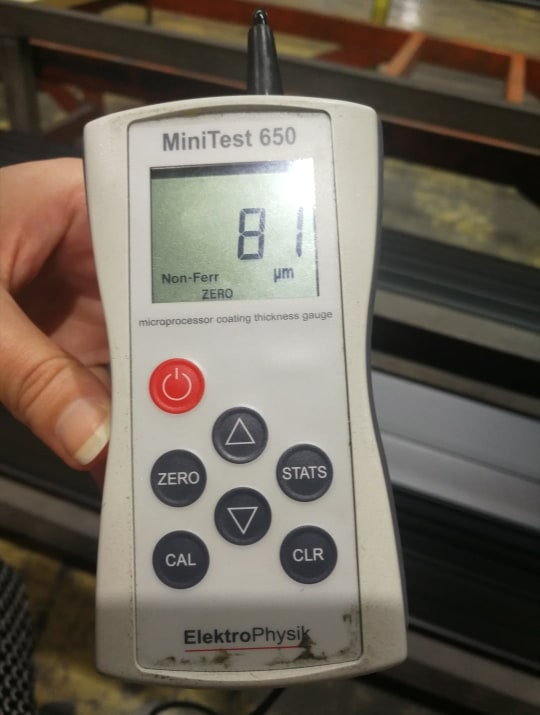 MiniTest 650
81
Non-Ferr µm
ZERO
microprocessor coating thickness gauge
ZERO
STATS
CAL
CLR
ElektroPhysik